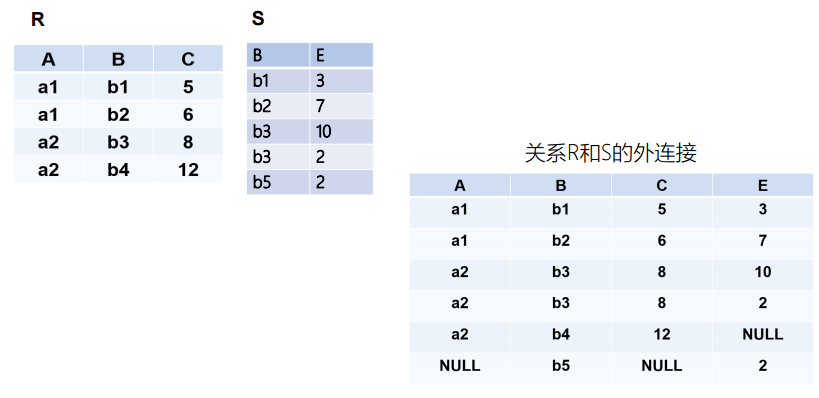 R
A B C
a1 b1 5
a1 b2 6
a2 b3 8
a2 b4 12
S
B E
b1 3
b2 7
b3 10
b3 2
b5 2
关系R和S的外连接
A B C E
a1 b1 5 3
a1 b2 6 7
a2 b3 8 10
a2 b3 8 2
a2 b4 12 NULL
NULL b5 NULL 2